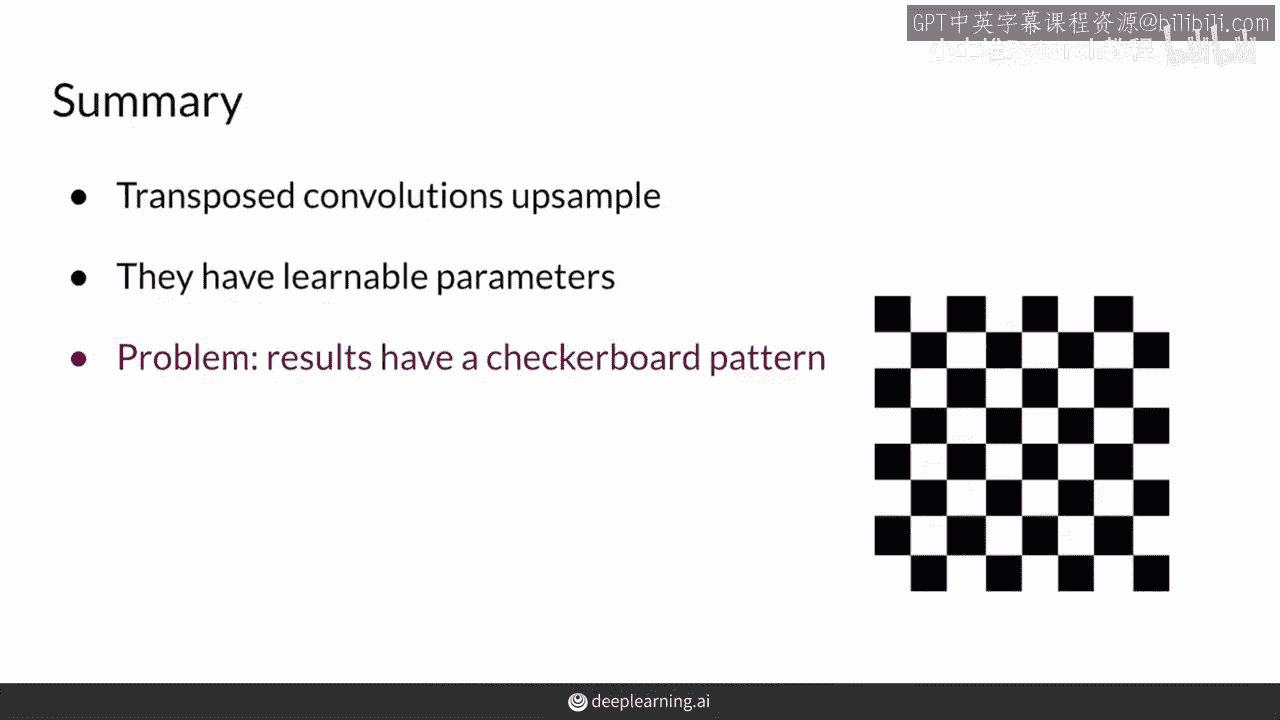 GPT中英字幕课程资源@bilibili.com
Summary
• Transposed convolutions upsample
• They have learnable parameters
• Problem: results have a checkerboard pattern
deeplearning.ai